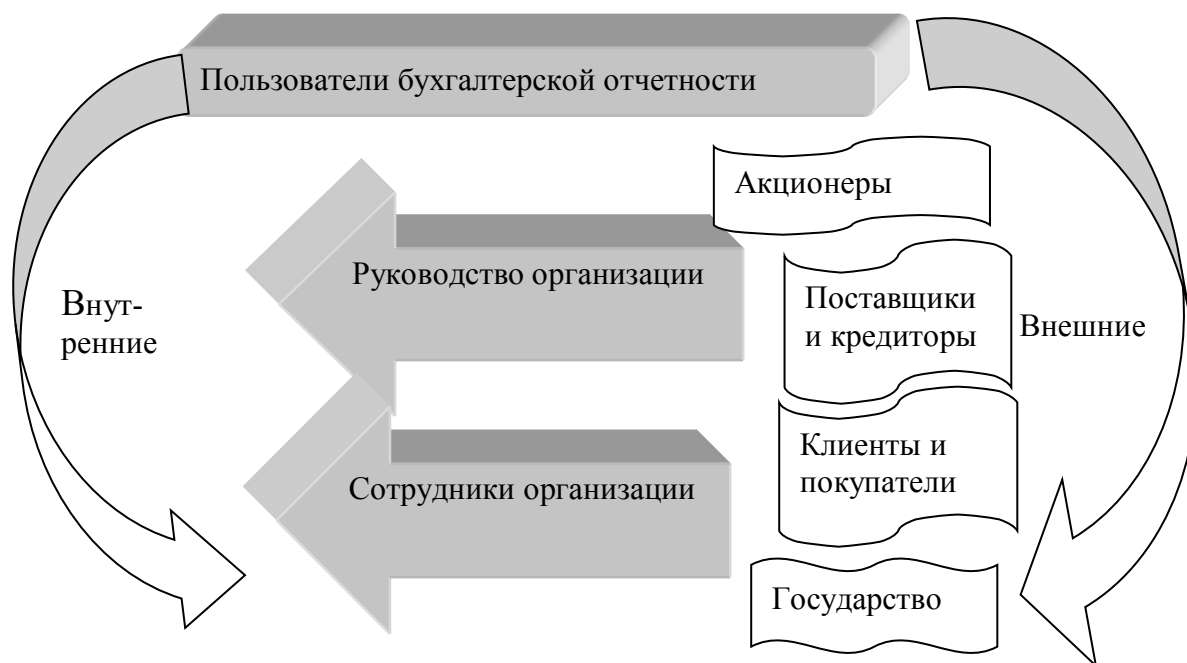 Пользователи бухгалтерской отчетности
Акционеры
Руководство организации
Внут-
ренние
Поставщики
и кредиторы
Внешние
Клиенты и
покупатели
Сотрудники организации
Государство